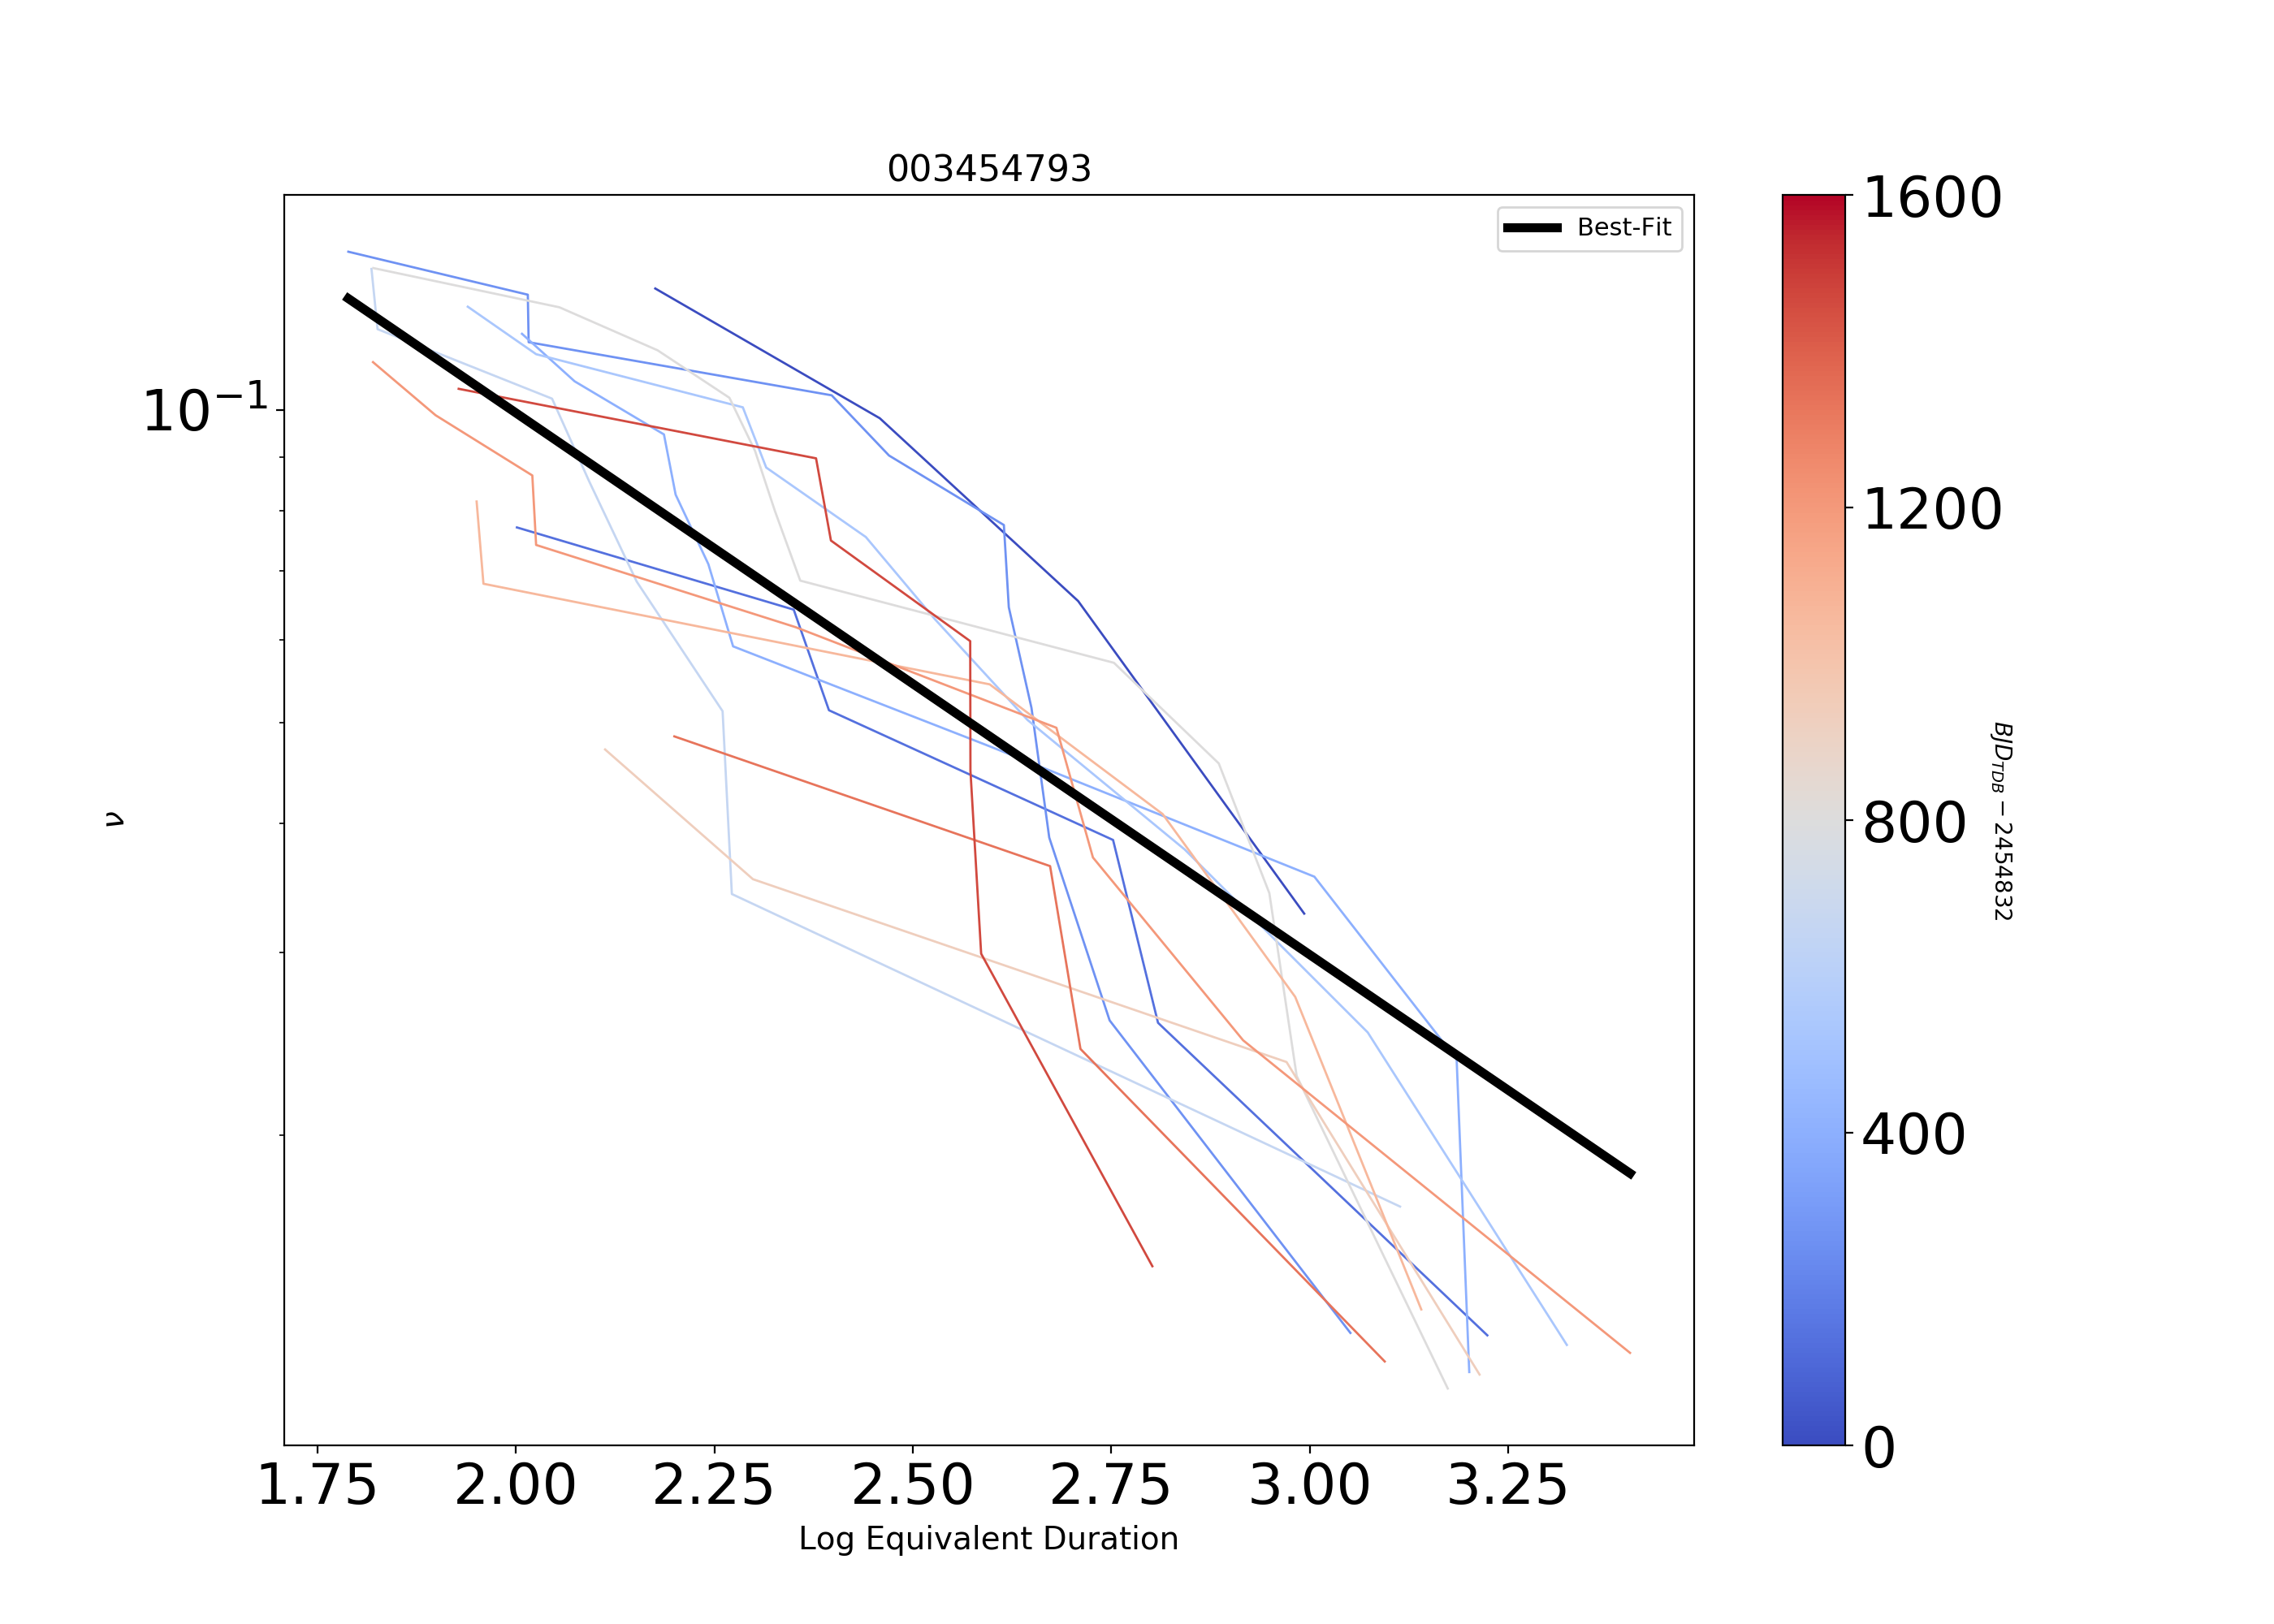 003454793
Best-Fit
10⁻¹
ν
1.75 2.00 2.25 2.50 2.75 3.00 3.25
Log Equivalent Duration
1600
1200
800
400
0
BJD_TDB − 2454832